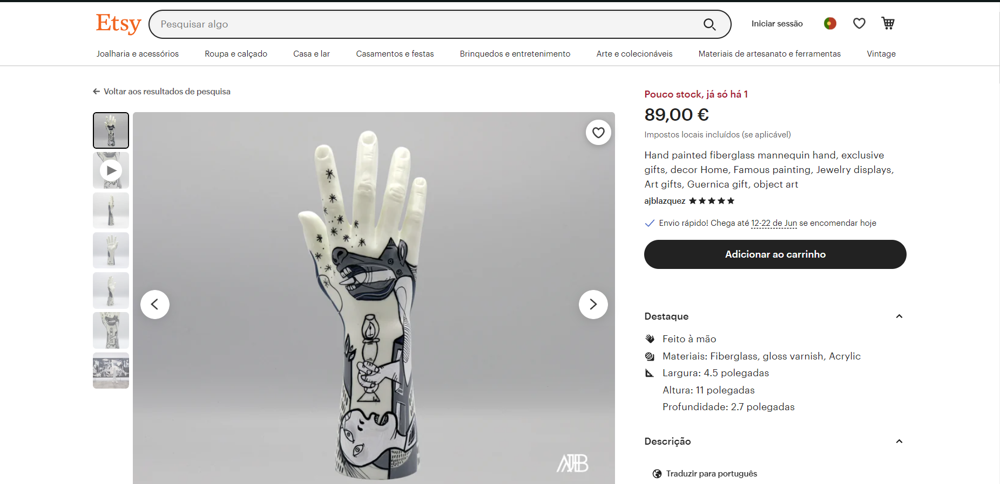 Etsy
Pesquisar algo
Iniciar sessão
Joalharia e acessórios
Roupa e calçado
Casa e lar
Casamentos e festas
Brinquedos e entretenimento
Arte e colecionáveis
Materiais de artesanato e ferramentas
Vintage
Voltar aos resultados de pesquisa
Pouco stock, já só há 1
89,00 €
Impostos locais incluídos (se aplicável)
Hand painted fiberglass mannequin hand, exclusive
gifts, decor Home, Famous painting, Jewelry displays,
Art gifts, Guernica gift, object art
ajblazquez
Envio rápido! Chega até 12-22 de Jun se encomendar hoje
Adicionar ao carrinho
Destaque
Feito à mão
Materiais: Fiberglass, gloss varnish, Acrylic
Largura: 4.5 polegadas
Altura: 11 polegadas
Profundidade: 2.7 polegadas
Descrição
Traduzir para português